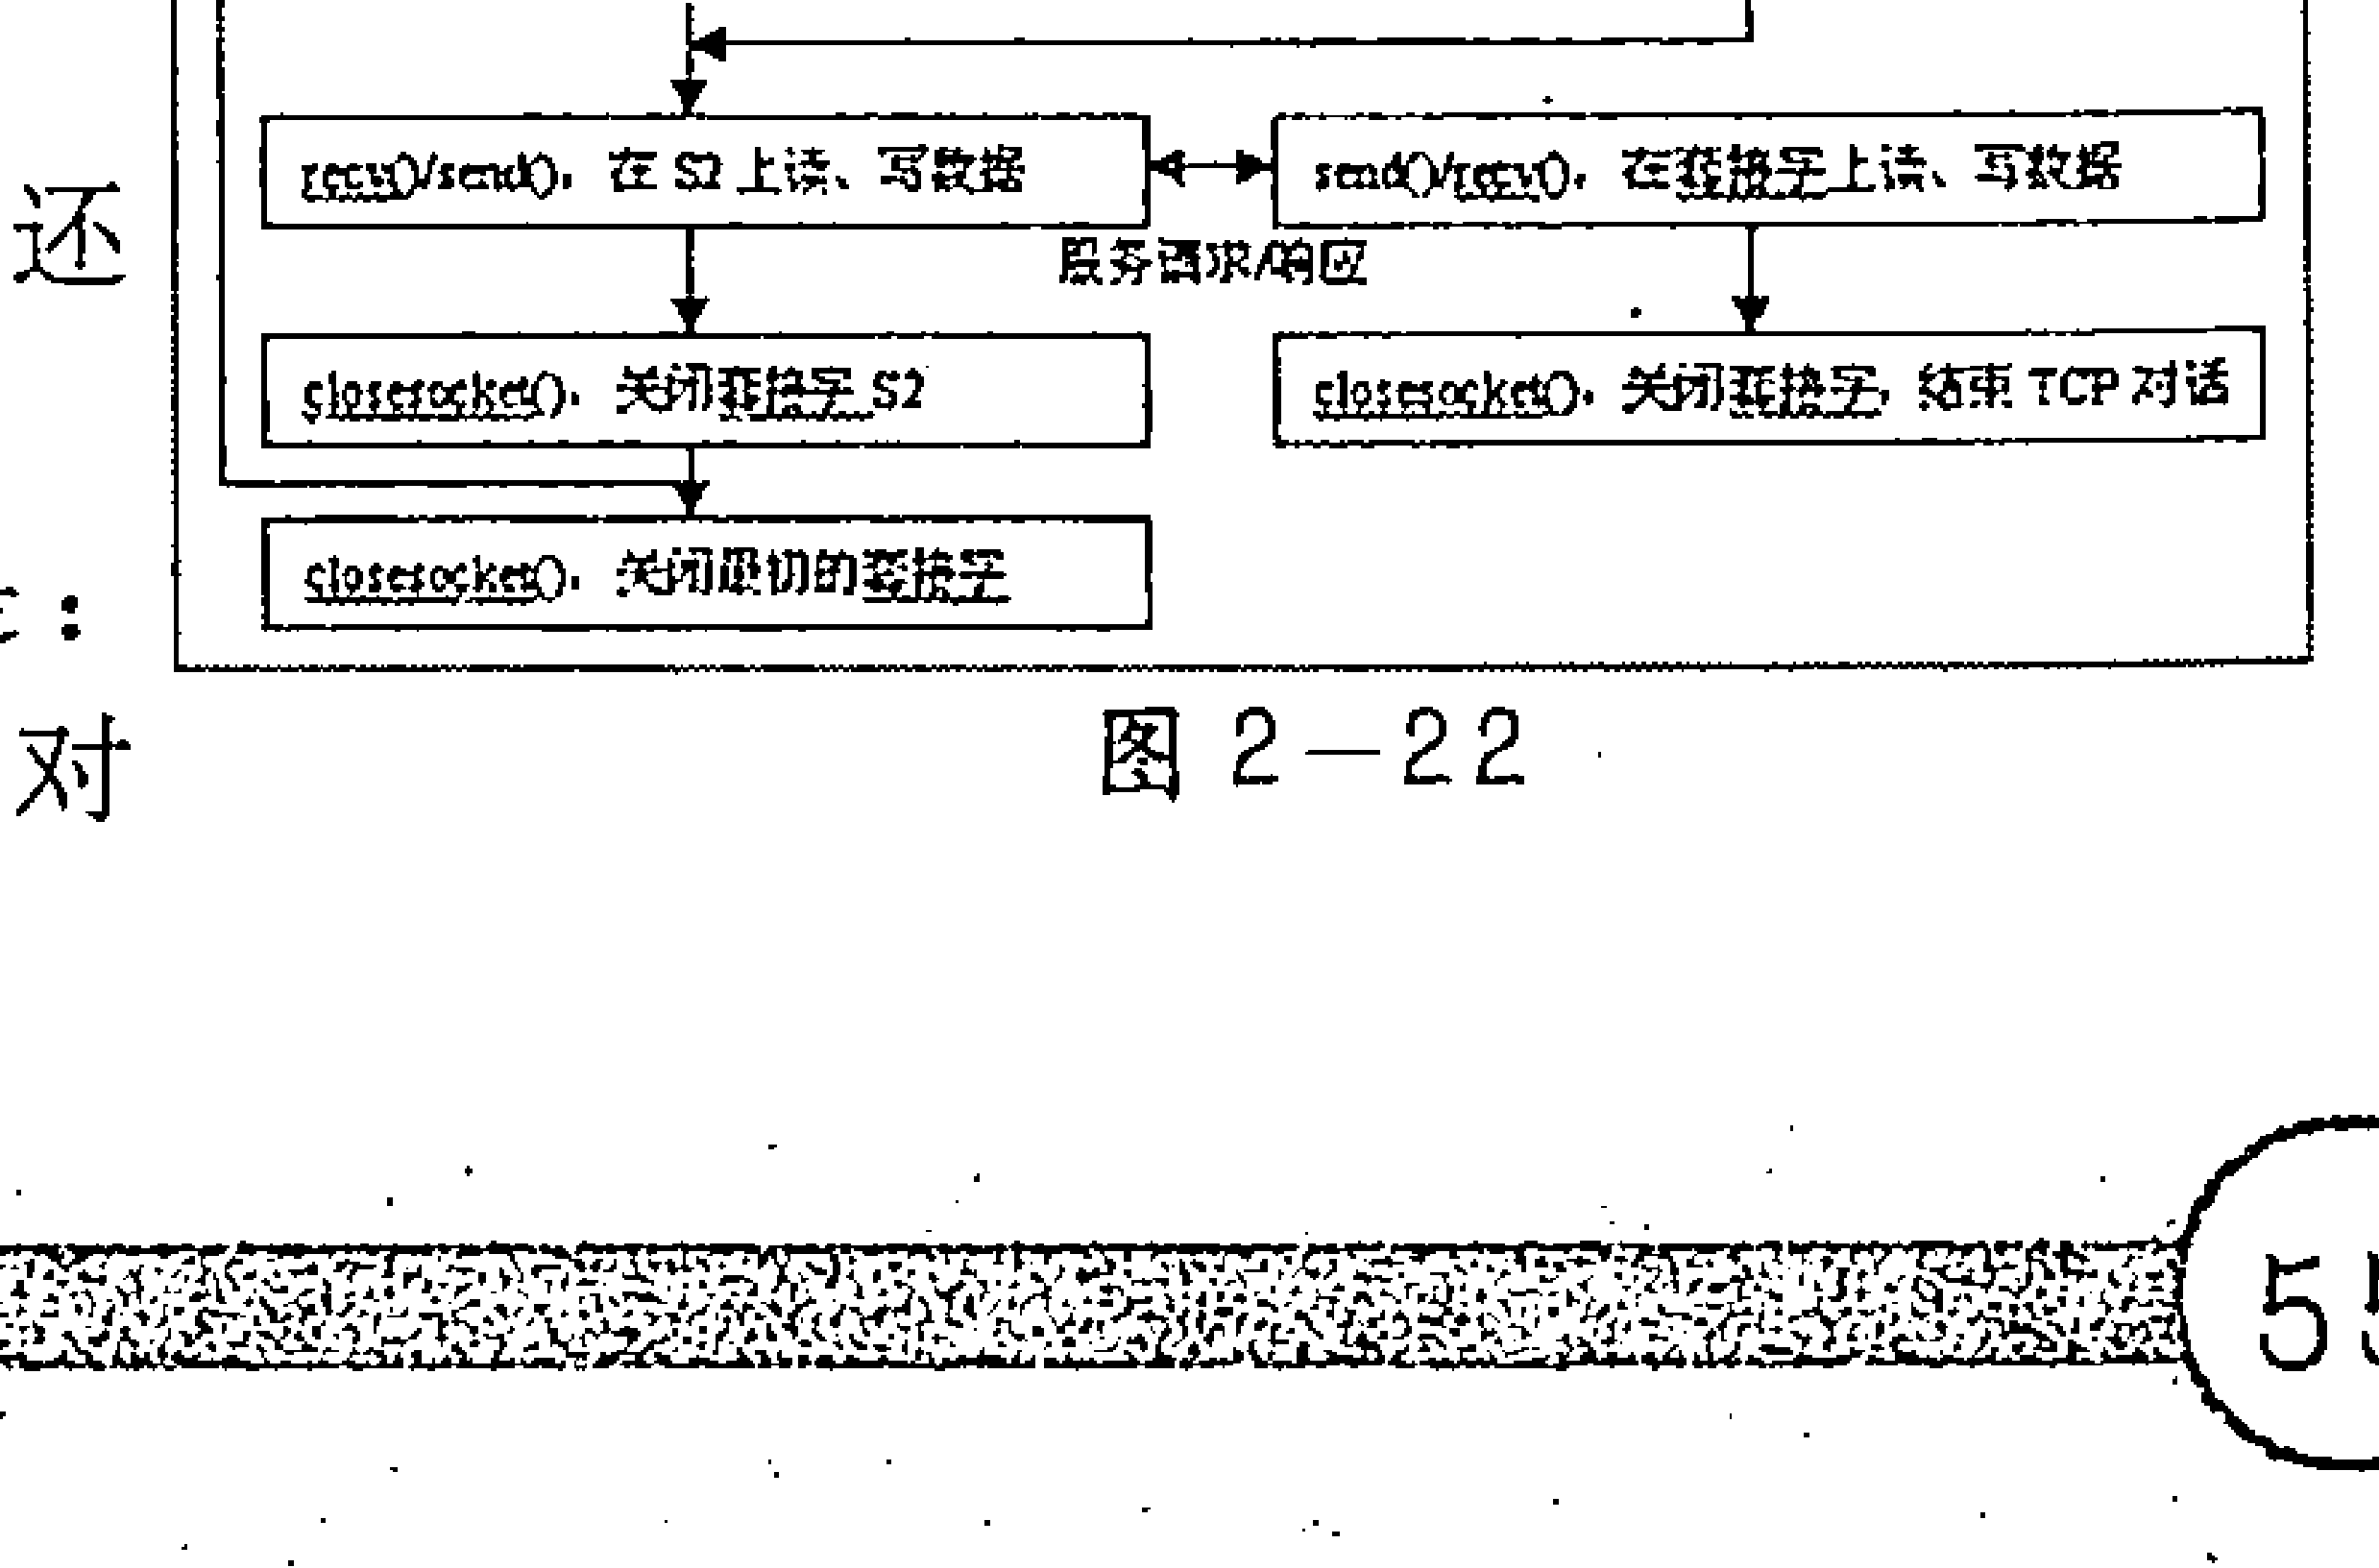 recv()/send()，在 S2 上读、写数据
send()/recv()，在套接字上读、写数据
还
服务请求/响应
closesocket()，关闭套接字 S2
closesocket()，关闭套接字，结束 TCP 对话
closesocket()，关闭最初的套接字
：
对
图 2－22
5